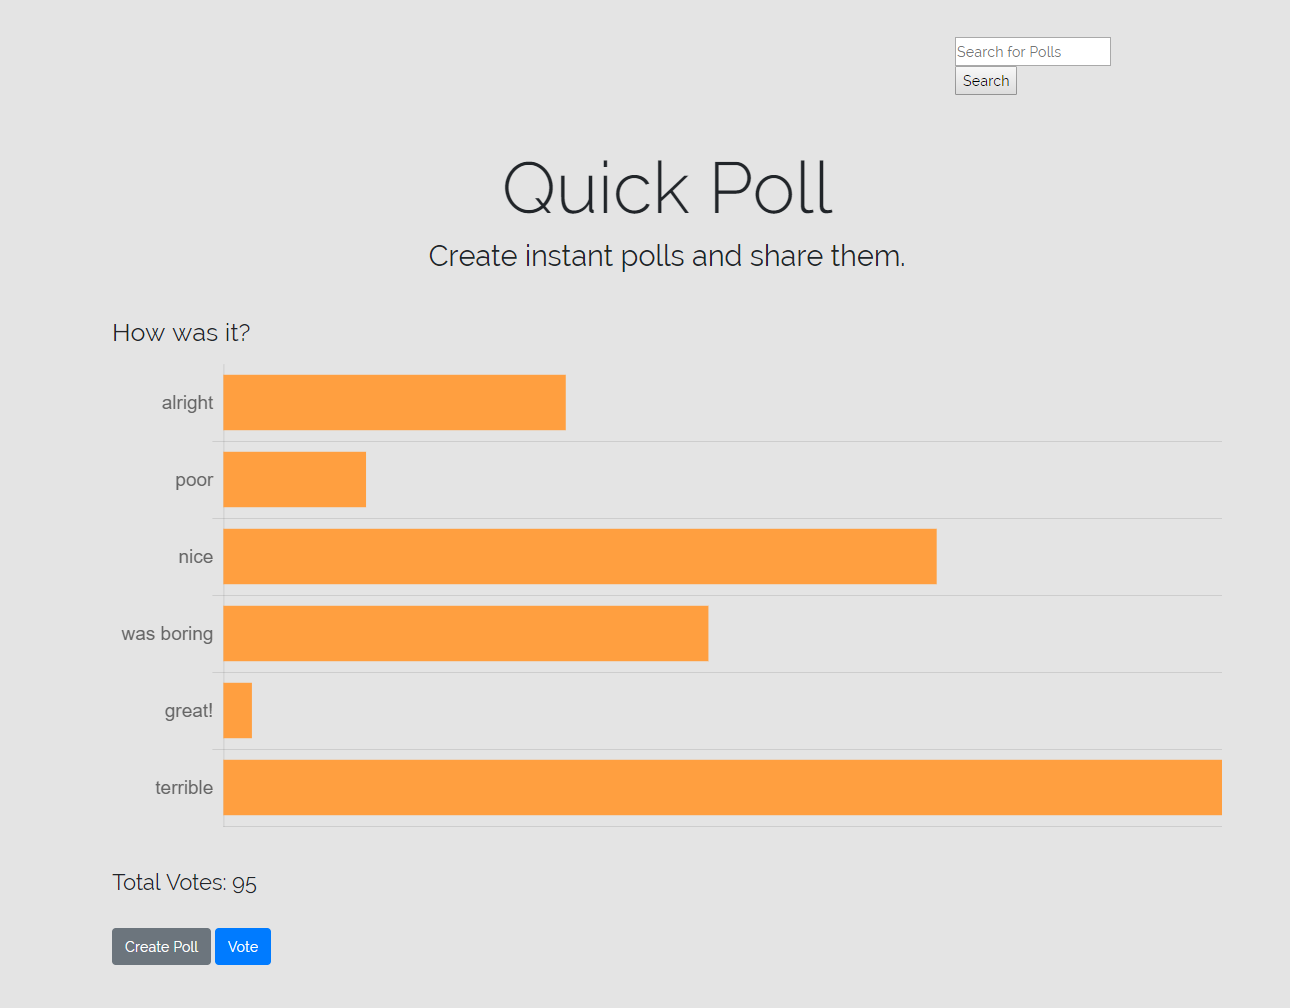 Search for Polls
Search
Quick Poll
Create instant polls and share them.
How was it?
alright
poor
nice
was boring
great!
terrible
Total Votes: 95
Create Poll Vote